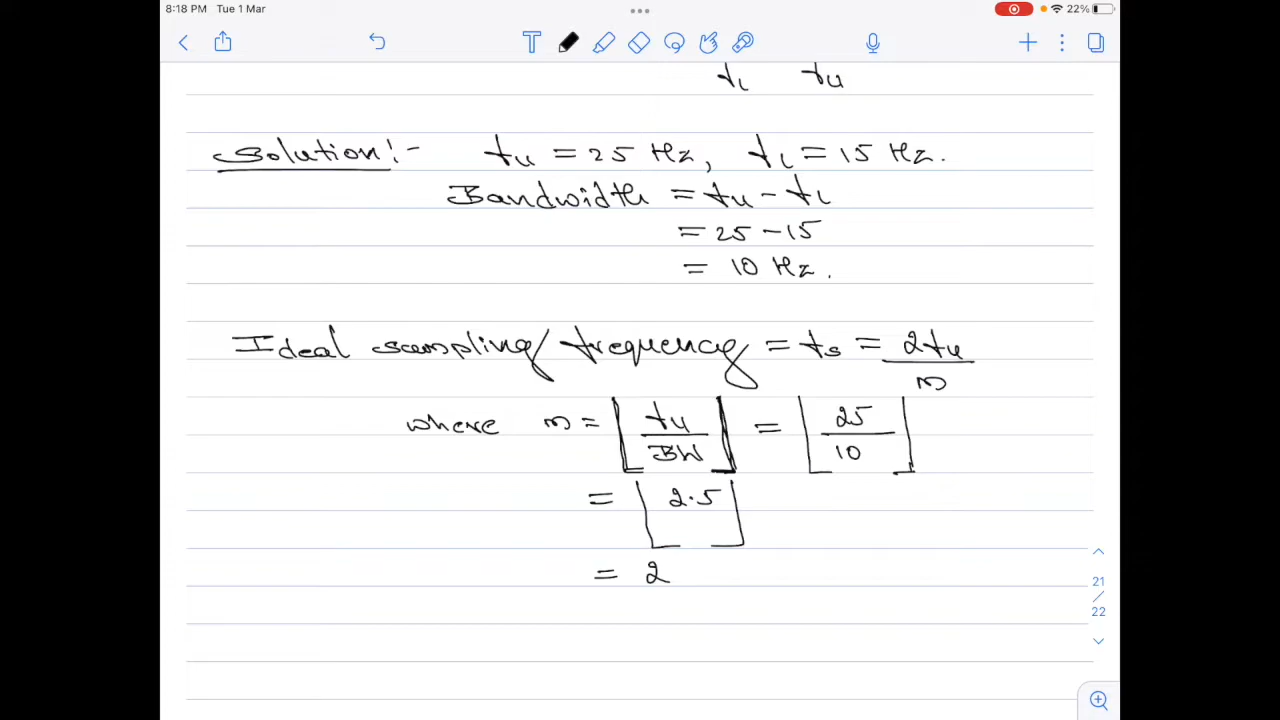 8:18 PM Tue 1 Mar
22%
fL fu
Solution:-
fu = 25 Hz, fL = 15 Hz.
Bandwidth = fu - fL
= 25 - 15
= 10 Hz.
Ideal sampling frequency = fs = 2fu / m
where m = ⌊fu / BW⌋ = ⌊25 / 10⌋
= ⌊2.5⌋
= 2
21
/
22